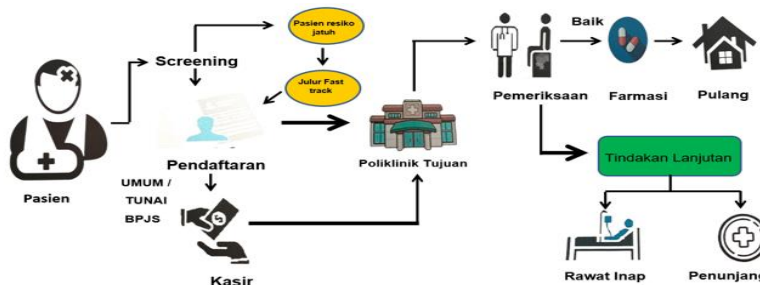 Pasien resiko
jatuh
Screening
Julur Fast
track
Pendaftaran
Pasien
UMUM /
TUNAI
BPJS
Kasir
Poliklinik Tujuan
Baik
Pemeriksaan
Farmasi
Pulang
Tindakan Lanjutan
Rawat Inap
Penunjang